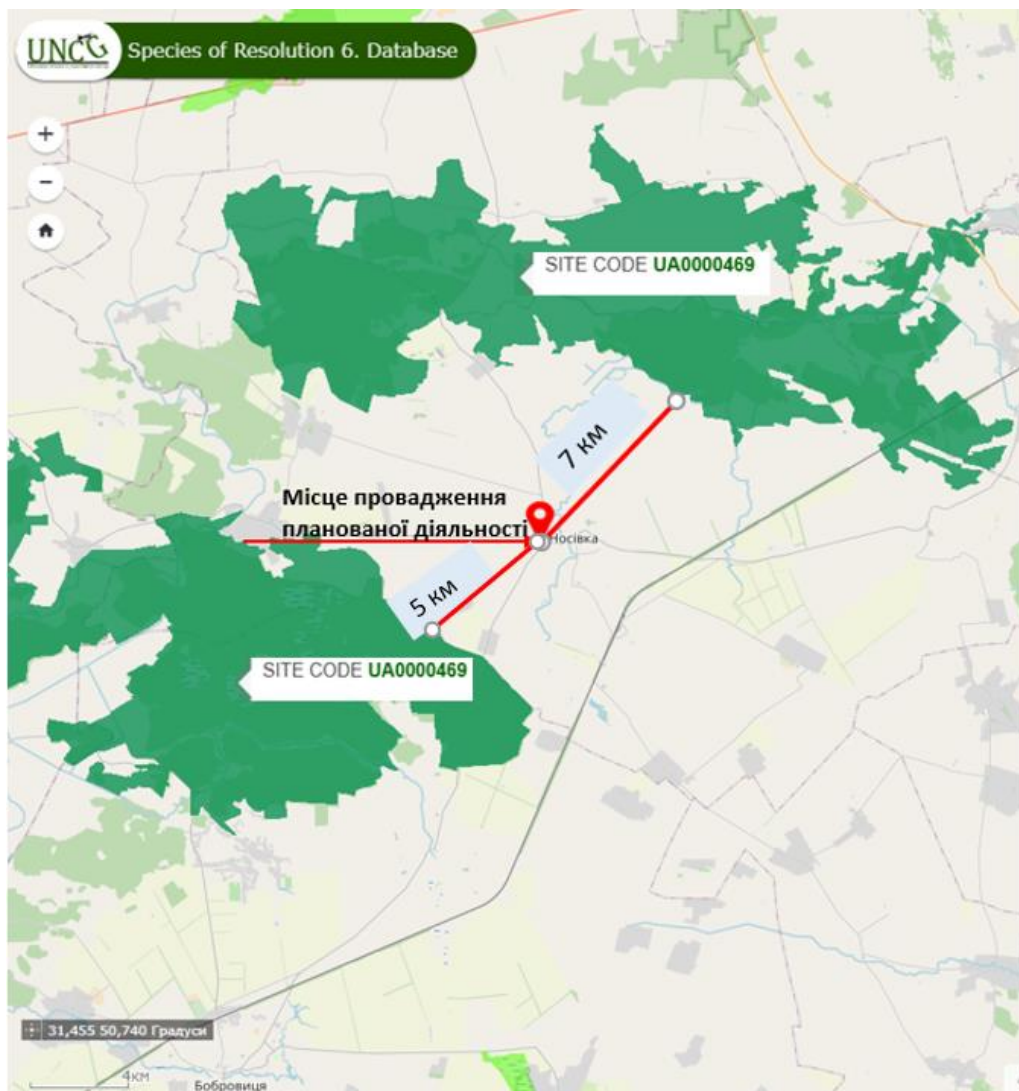 UNCG Species of Resolution 6. Database
+
−
SITE CODE UA0000469
7 км
Місце провадження
планованої діяльності
Носівка
5 км
SITE CODE UA0000469
31,455 50,740 Градуси
4км
Бобровиця